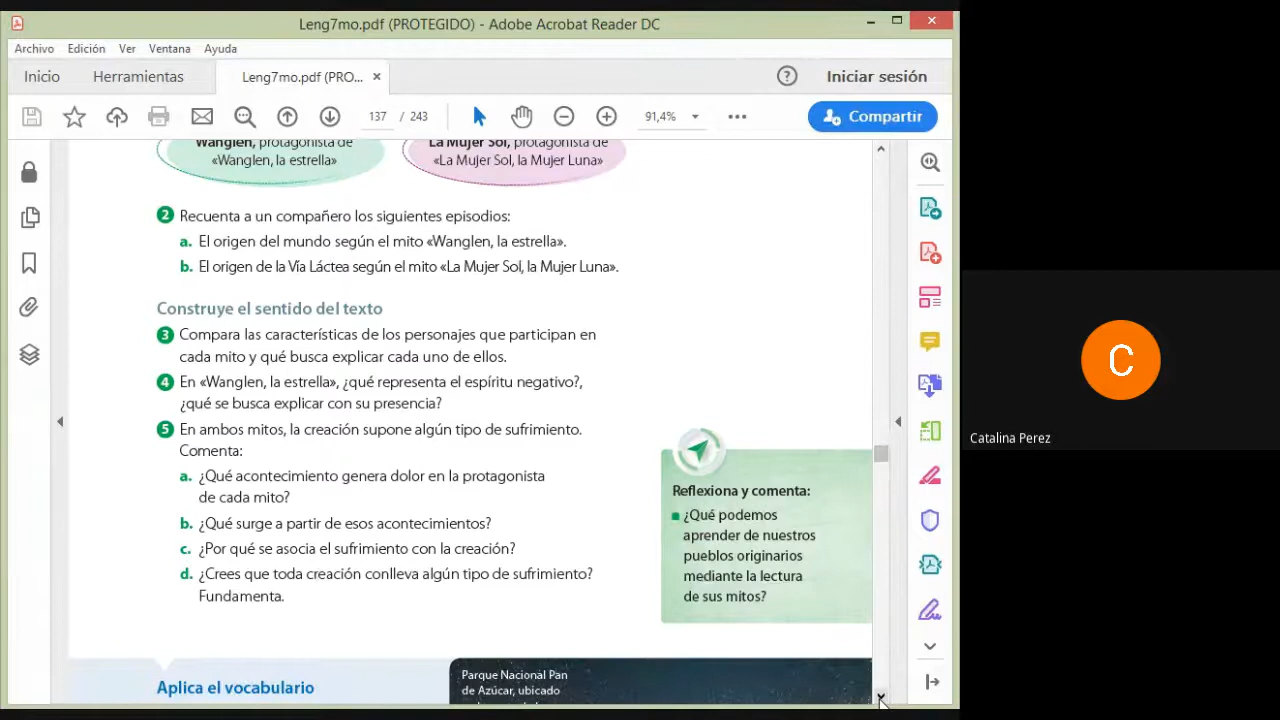 Leng7mo.pdf (PROTEGIDO) - Adobe Acrobat Reader DC
Archivo Edición Ver Ventana Ayuda
Inicio Herramientas Leng7mo.pdf (PRO... × Iniciar sesión
137 / 243 91,4% Compartir
Wanglen, protagonista de
«Wanglen, la estrella»
La Mujer Sol, protagonista de
«La Mujer Sol, la Mujer Luna»
2 Recuenta a un compañero los siguientes episodios:
a. El origen del mundo según el mito «Wanglen, la estrella».
b. El origen de la Vía Láctea según el mito «La Mujer Sol, la Mujer Luna».
Construye el sentido del texto
3 Compara las características de los personajes que participan en
cada mito y qué busca explicar cada uno de ellos.
4 En «Wanglen, la estrella», ¿qué representa el espíritu negativo?,
¿qué se busca explicar con su presencia?
5 En ambos mitos, la creación supone algún tipo de sufrimiento.
Comenta:
a. ¿Qué acontecimiento genera dolor en la protagonista
de cada mito?
b. ¿Qué surge a partir de esos acontecimientos?
c. ¿Por qué se asocia el sufrimiento con la creación?
d. ¿Crees que toda creación conlleva algún tipo de sufrimiento?
Fundamenta.
Reflexiona y comenta:
¿Qué podemos
aprender de nuestros
pueblos originarios
mediante la lectura
de sus mitos?
Aplica el vocabulario
Parque Nacional Pan
de Azúcar, ubicado
C
Catalina Perez